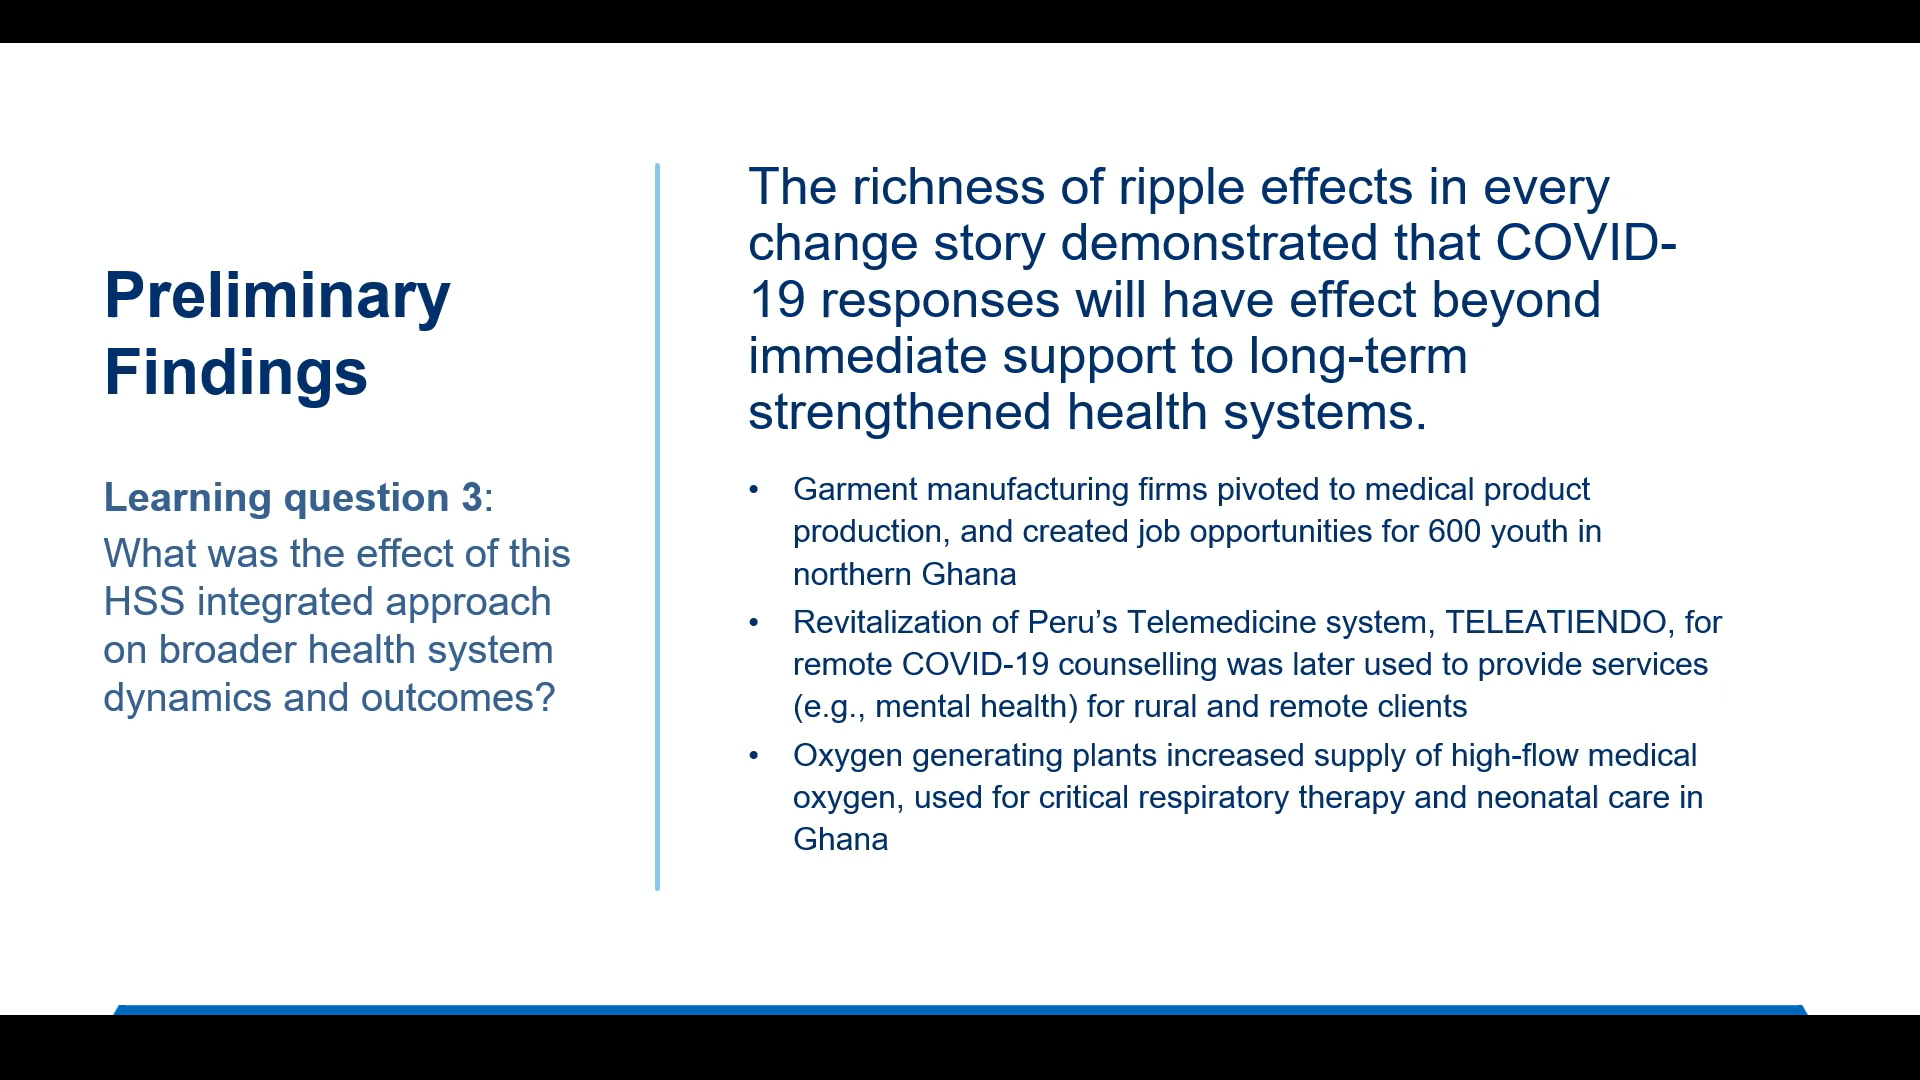 Preliminary
Findings
Learning question 3:
What was the effect of this
HSS integrated approach
on broader health system
dynamics and outcomes?
The richness of ripple effects in every
change story demonstrated that COVID-
19 responses will have effect beyond
immediate support to long-term
strengthened health systems.
• Garment manufacturing firms pivoted to medical product
production, and created job opportunities for 600 youth in
northern Ghana
• Revitalization of Peru’s Telemedicine system, TELEATIENDO, for
remote COVID-19 counselling was later used to provide services
(e.g., mental health) for rural and remote clients
• Oxygen generating plants increased supply of high-flow medical
oxygen, used for critical respiratory therapy and neonatal care in
Ghana